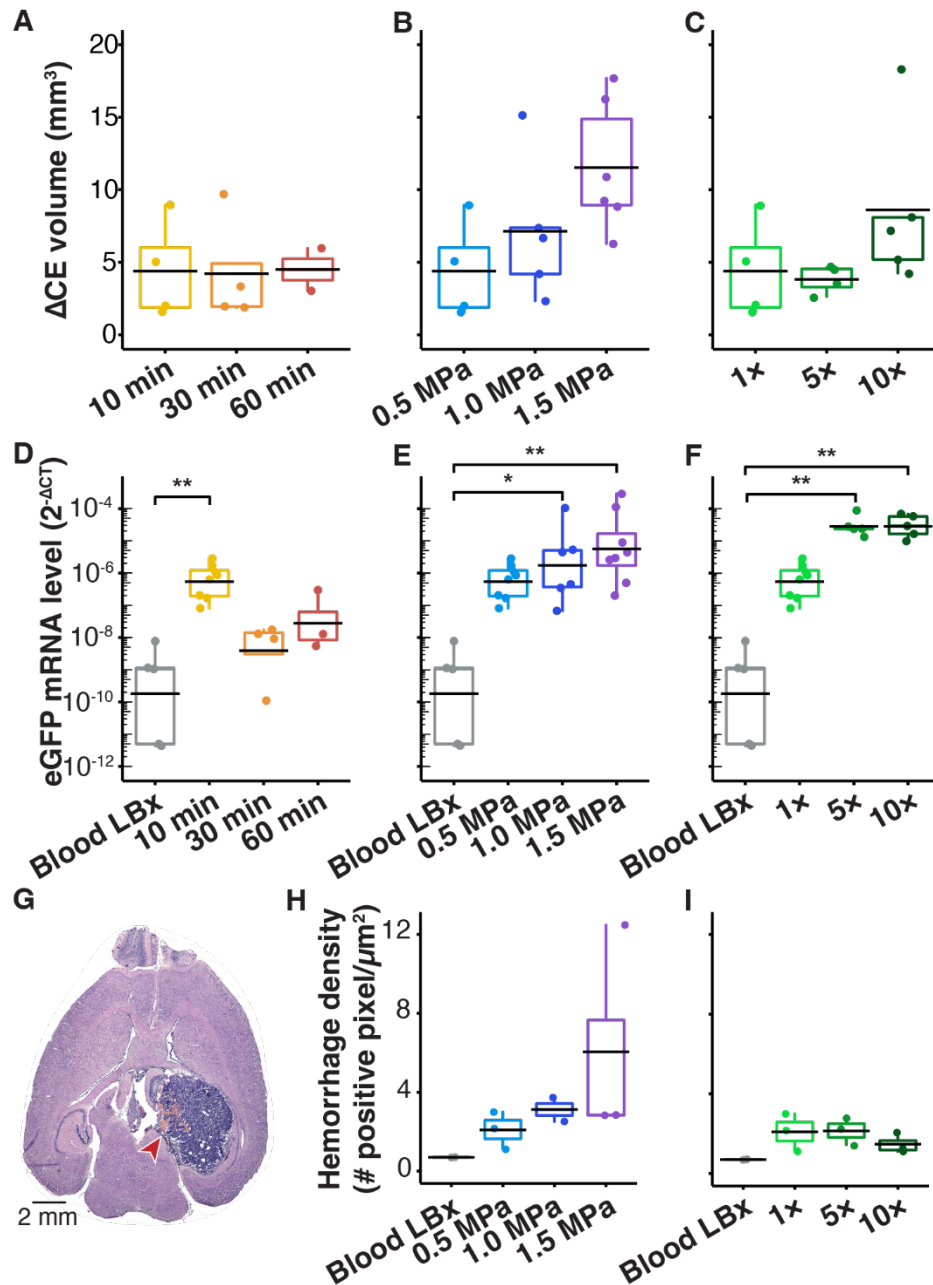 A
B
C
ΔCE volume (mm³)
20
15
10
5
0
10 min
30 min
60 min
0.5 MPa
1.0 MPa
1.5 MPa
1×
5×
10×
D
E
F
eGFP mRNA level (2^-ΔCT)
10⁻⁴
10⁻⁶
10⁻⁸
10⁻¹⁰
10⁻¹²
**
*
**
**
**
Blood LBx
10 min
30 min
60 min
Blood LBx
0.5 MPa
1.0 MPa
1.5 MPa
Blood LBx
1×
5×
10×
G
2 mm
H
I
Hemorrhage density
(# positive pixel/µm²)
12
8
4
0
Blood LBx
0.5 MPa
1.0 MPa
1.5 MPa
Blood LBx
1×
5×
10×